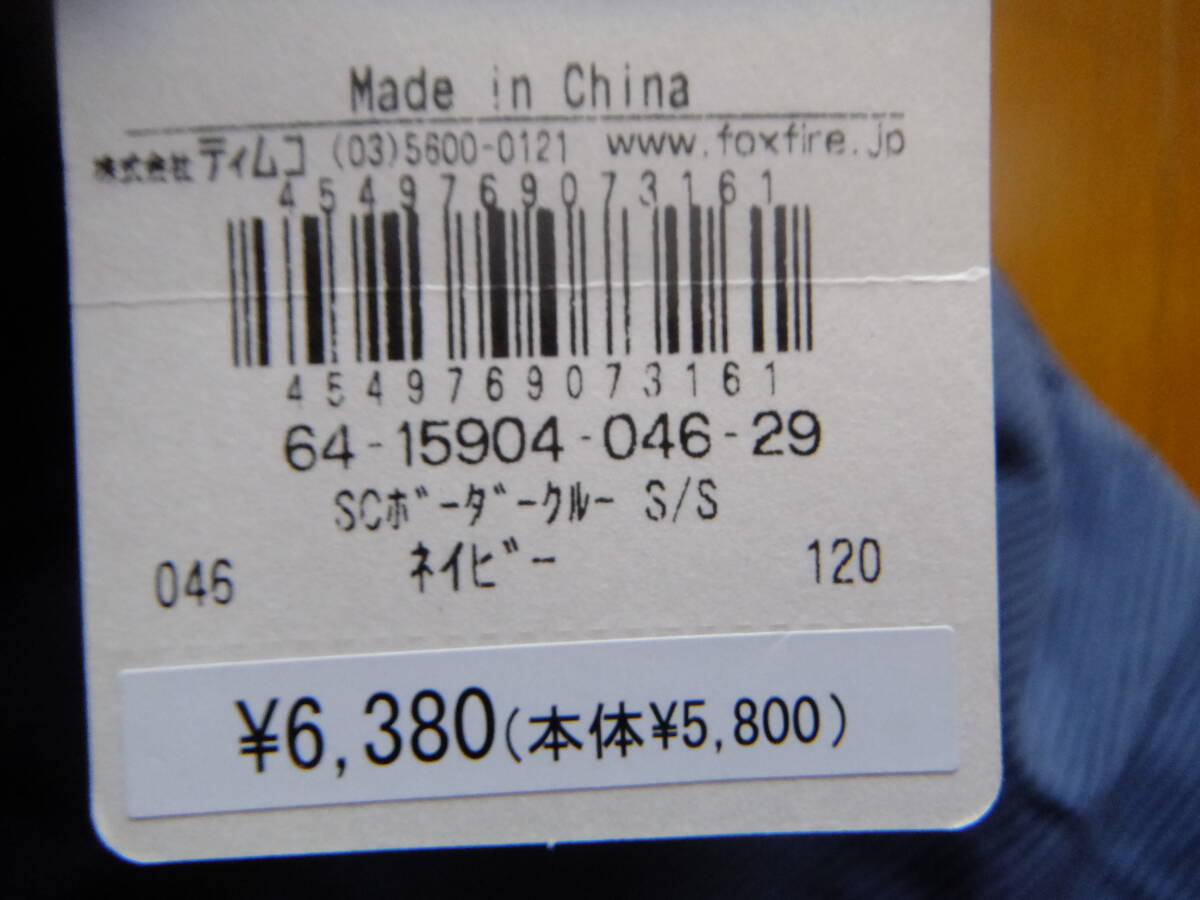 Made in China
株式会社 ティムコ (03)5600-0121 www.foxfire.jp
4549769073161
4549769073161
64-15904-046-29
SCﾎﾞｰﾀﾞｰｸﾙｰ S/S
046 ﾈｲﾋﾞｰ 120
¥6,380(本体¥5,800)